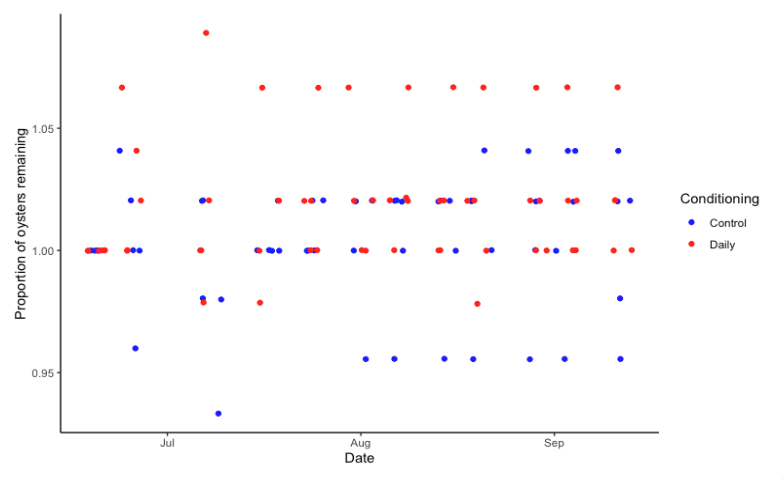 Proportion of oysters remaining
1.05
1.00
0.95
Jul
Aug
Sep
Date
Conditioning
Control
Daily